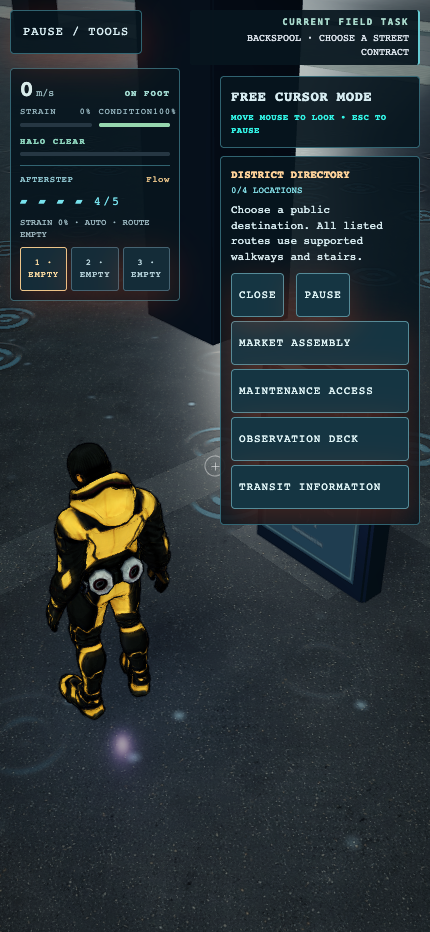 PAUSE / TOOLS
CURRENT FIELD TASK
BACKSPOOL · CHOOSE A STREET
CONTRACT
0 m/s ON FOOT
STRAIN 0% CONDITION 100%
HALO CLEAR
AFTERSTEP Flow
4/5
STRAIN 0% · AUTO · ROUTE
EMPTY
1 · EMPTY
2 · EMPTY
3 · EMPTY
FREE CURSOR MODE
MOVE MOUSE TO LOOK • ESC TO
PAUSE
DISTRICT DIRECTORY
0/4 LOCATIONS
Choose a public
destination. All listed
routes use supported
walkways and stairs.
CLOSE PAUSE
MARKET ASSEMBLY
MAINTENANCE ACCESS
OBSERVATION DECK
TRANSIT INFORMATION